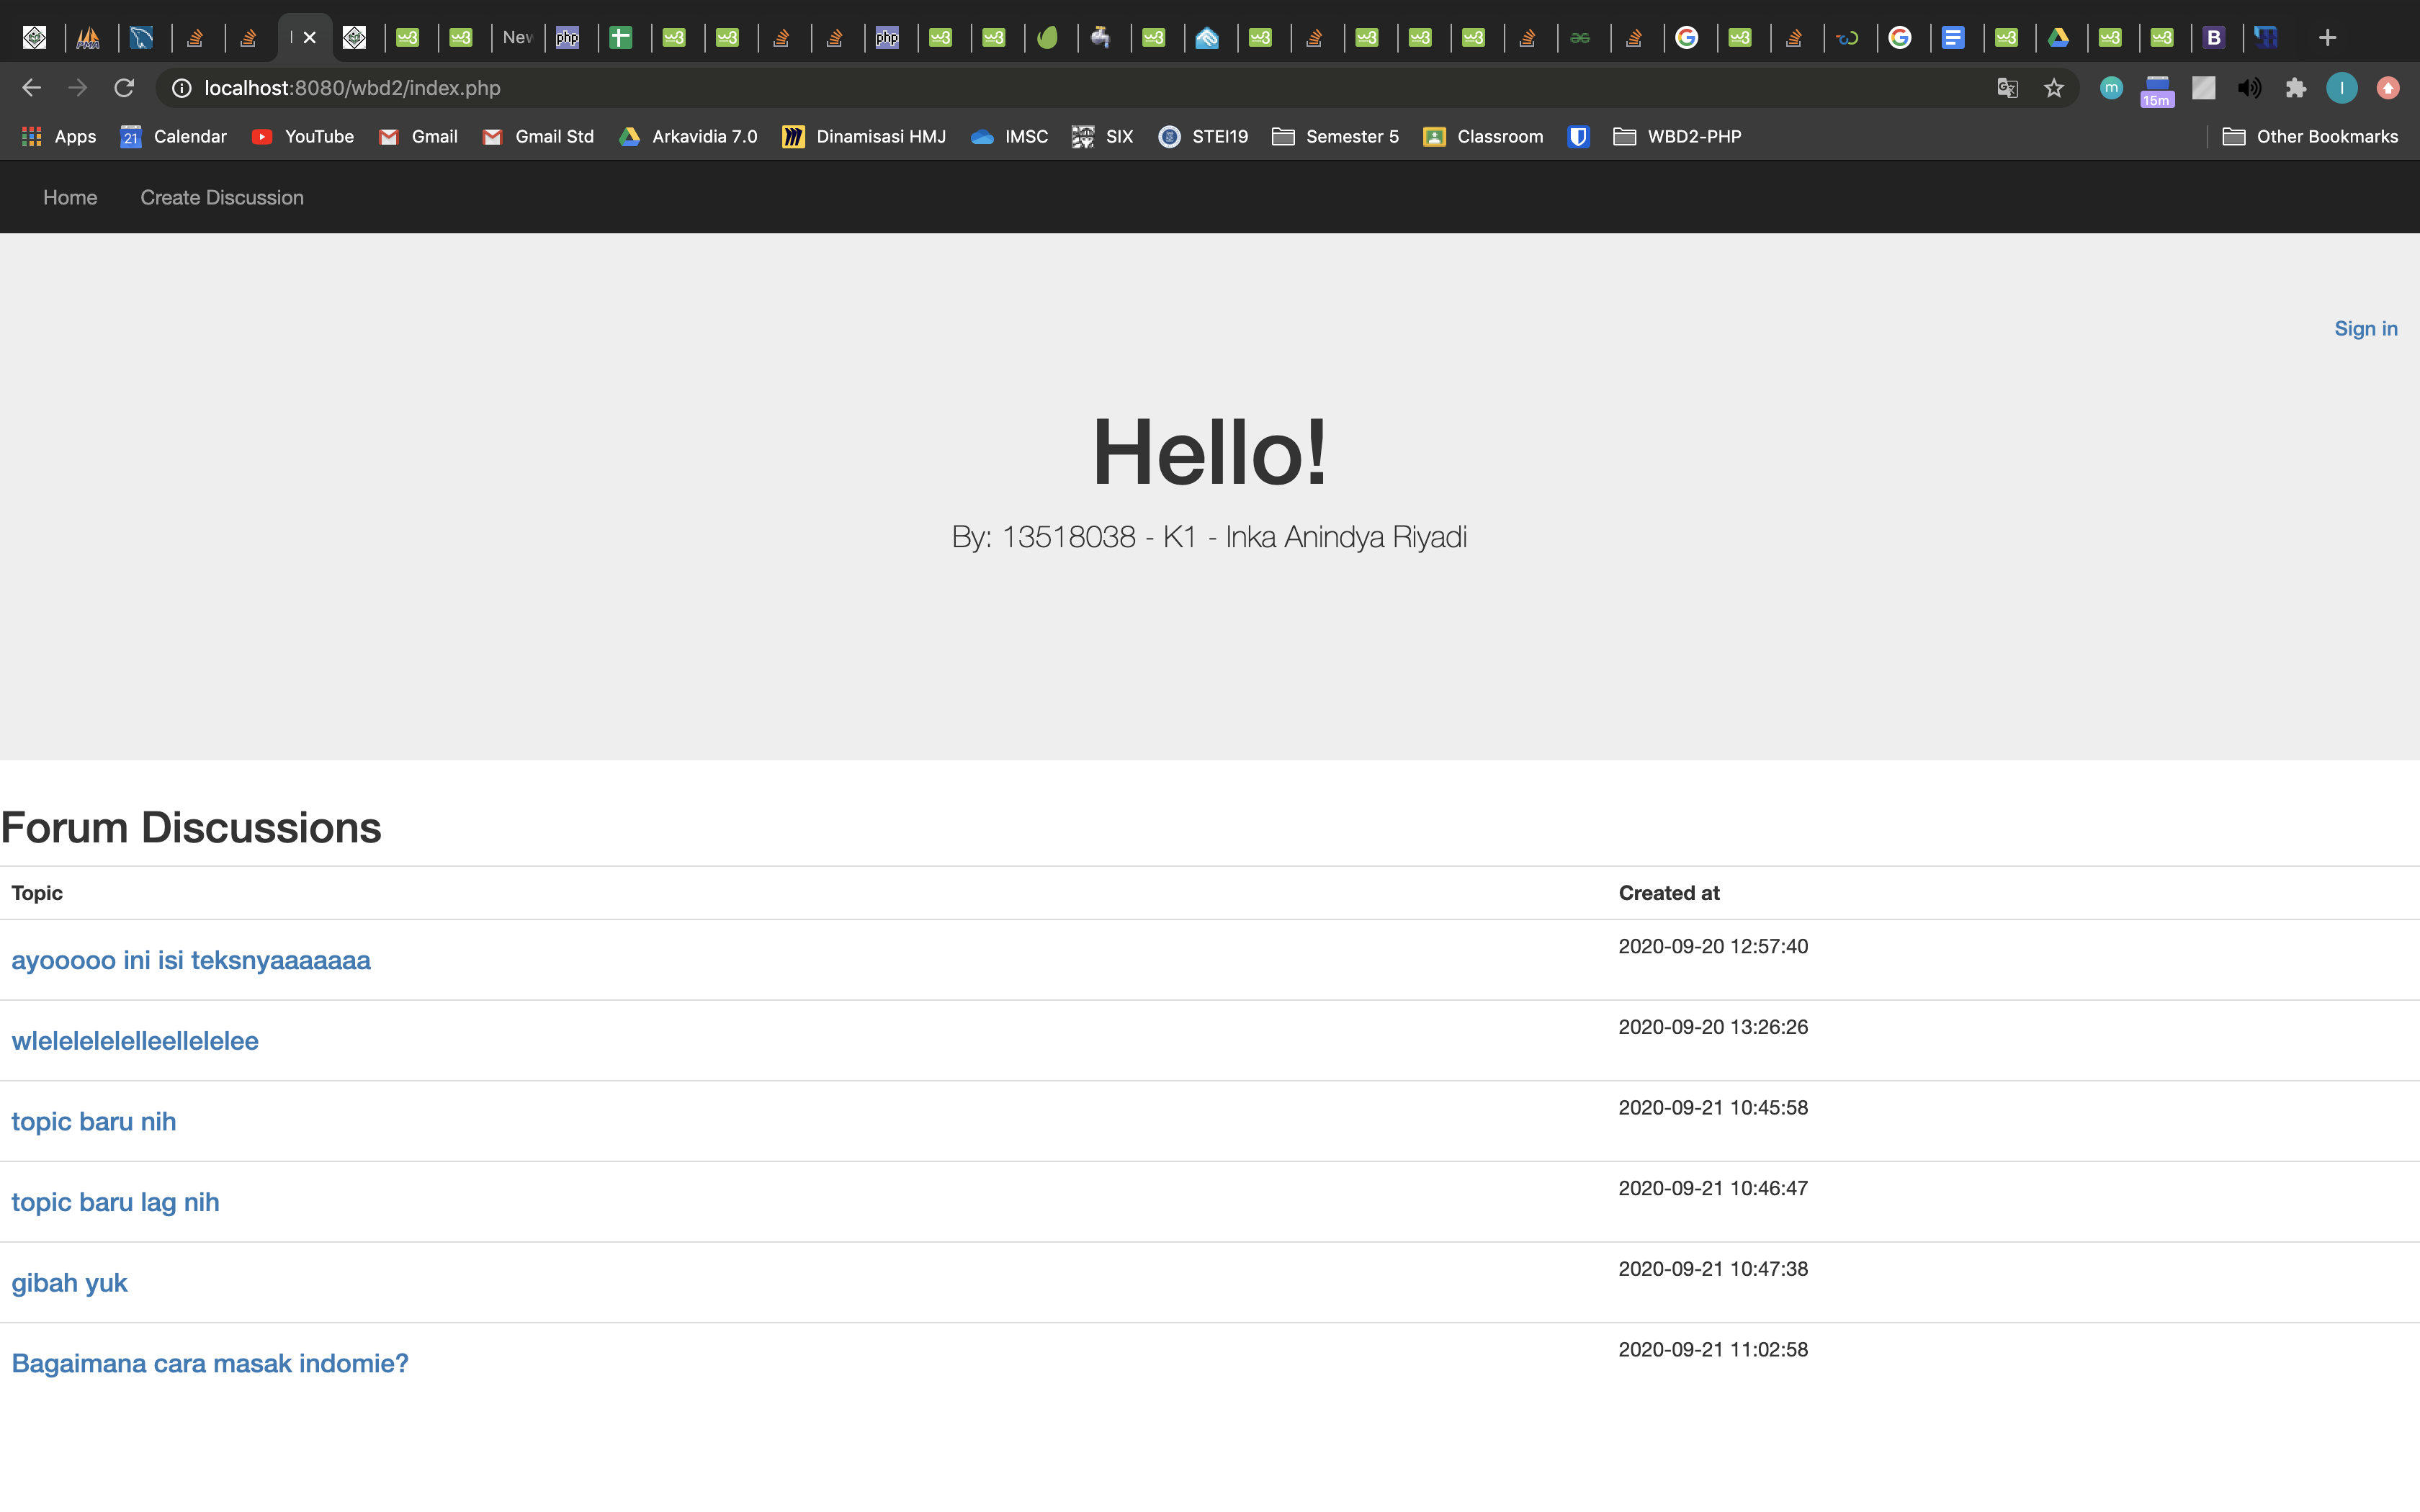 New
php
php
B
localhost:8080/wbd2/index.php
m
15m
I
Apps
21
Calendar
YouTube
Gmail
Gmail Std
Arkavidia 7.0
Dinamisasi HMJ
IMSC
SIX
STEI19
Semester 5
Classroom
WBD2-PHP
Other Bookmarks
Home
Create Discussion
Sign in
Hello!
By: 13518038 - K1 - Inka Anindya Riyadi
Forum Discussions
Topic
Created at
ayooooo ini isi teksnyaaaaaaa
2020-09-20 12:57:40
wlelelelelelleellelelee
2020-09-20 13:26:26
topic baru nih
2020-09-21 10:45:58
topic baru lag nih
2020-09-21 10:46:47
gibah yuk
2020-09-21 10:47:38
Bagaimana cara masak indomie?
2020-09-21 11:02:58